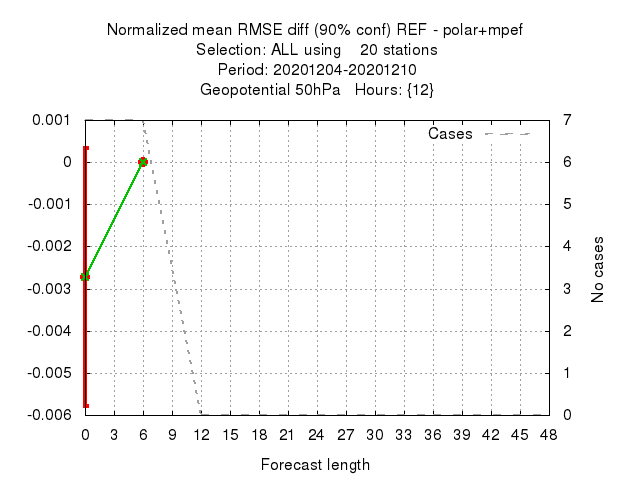 Normalized mean RMSE diff (90% conf) REF - polar+mpef
Selection: ALL using 20 stations
Period: 20201204-20201210
Geopotential 50hPa Hours: {12}
Cases
0.001
0
-0.001
-0.002
-0.003
-0.004
-0.005
-0.006
7
6
5
4
3
2
1
0
No cases
0 3 6 9 12 15 18 21 24 27 30 33 36 39 42 45 48
Forecast length